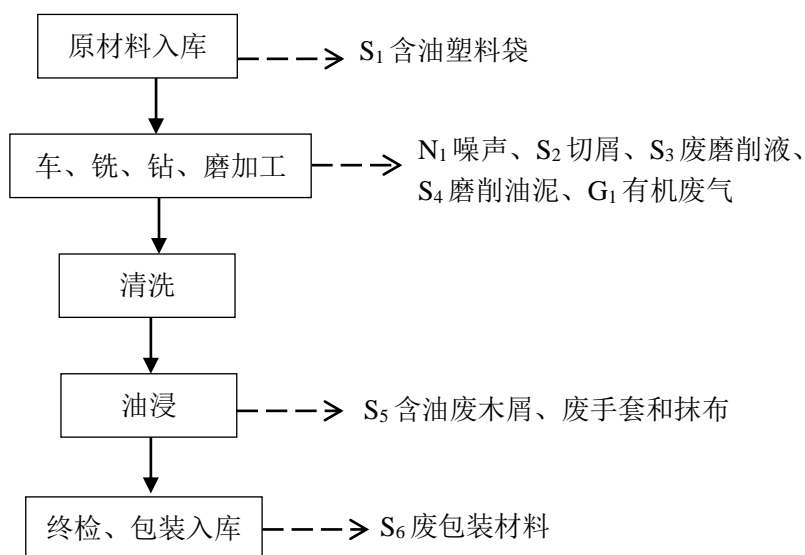 原材料入库
S₁ 含油塑料袋
车、铣、钻、磨加工
N₁ 噪声、S₂ 切屑、S₃ 废磨削液、
S₄ 磨削油泥、G₁ 有机废气
清洗
油浸
S₅ 含油废木屑、废手套和抹布
终检、包装入库
S₆ 废包装材料